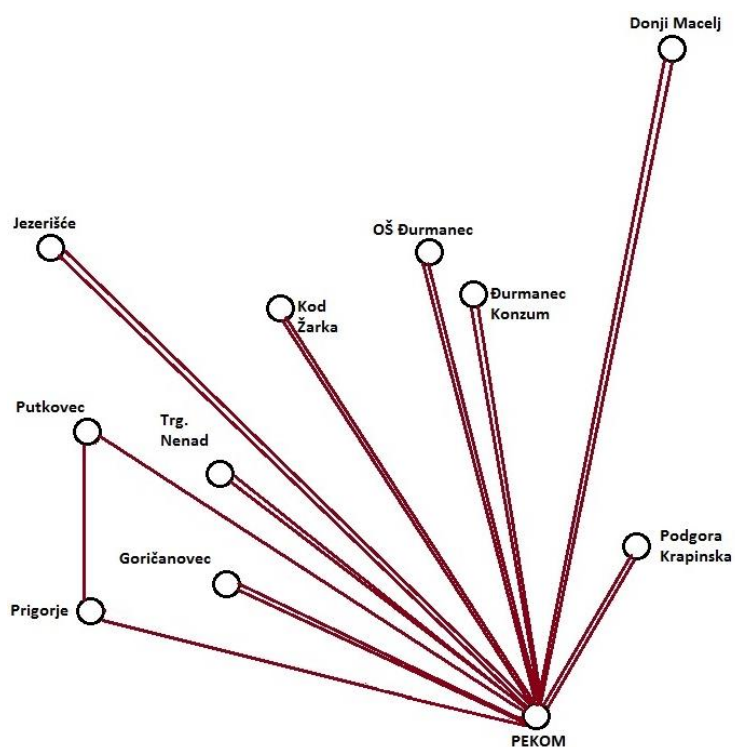 Donji Macelj
Jezerišće
OŠ Đurmanec
Đurmanec
Konzum
Kod
Žarka
Putkovec
Trg.
Nenad
Goričanovec
Podgora
Krapinska
Prigorje
PEKOM